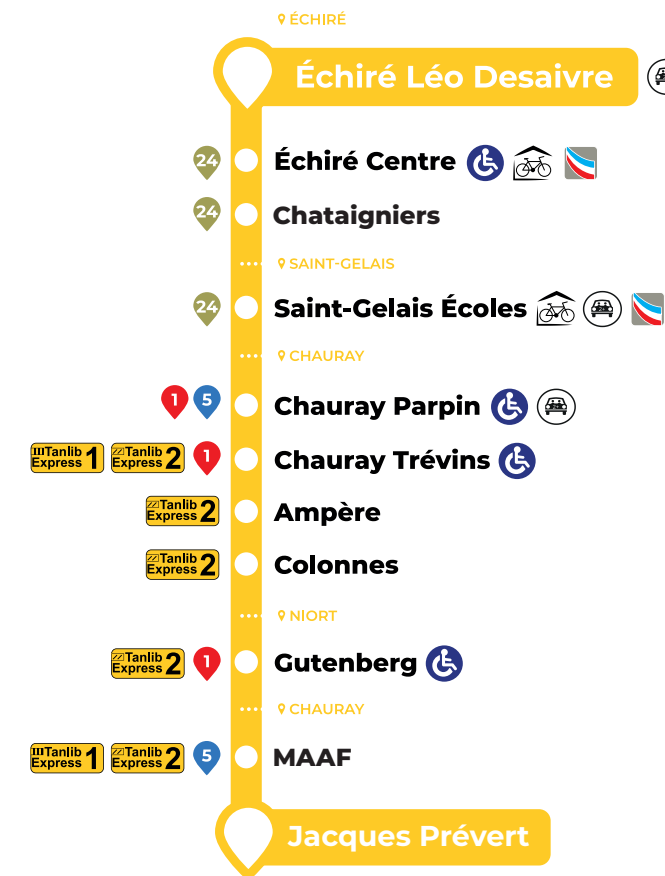 ÉCHIRÉ
Échiré Léo Desaivre
24 Échiré Centre
24 Chataigniers
SAINT-GELAIS
24 Saint-Gelais Écoles
CHAURAY
1 5 Chauray Parpin
Tanlib Express 1 Tanlib Express 2 1 Chauray Trévins
Tanlib Express 2 Ampère
Tanlib Express 2 Colonnes
NIORT
Tanlib Express 2 1 Gutenberg
CHAURAY
Tanlib Express 1 Tanlib Express 2 5 MAAF
Jacques Prévert